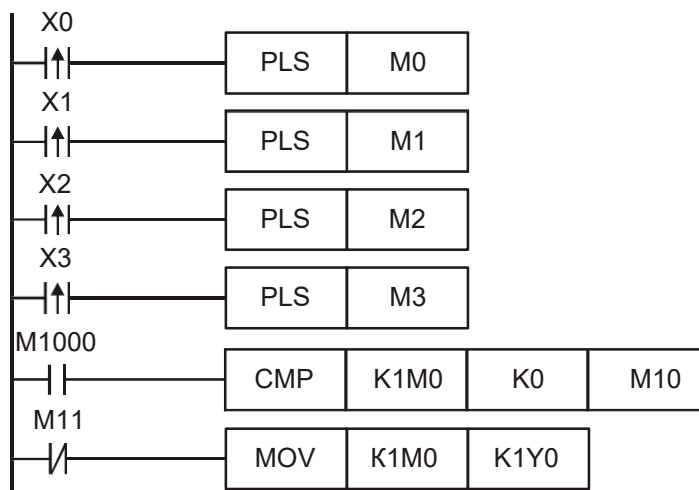 X0
PLS M0
X1
PLS M1
X2
PLS M2
X3
PLS M3
M1000
CMP K1M0 K0 M10
M11
MOV K1M0 K1Y0